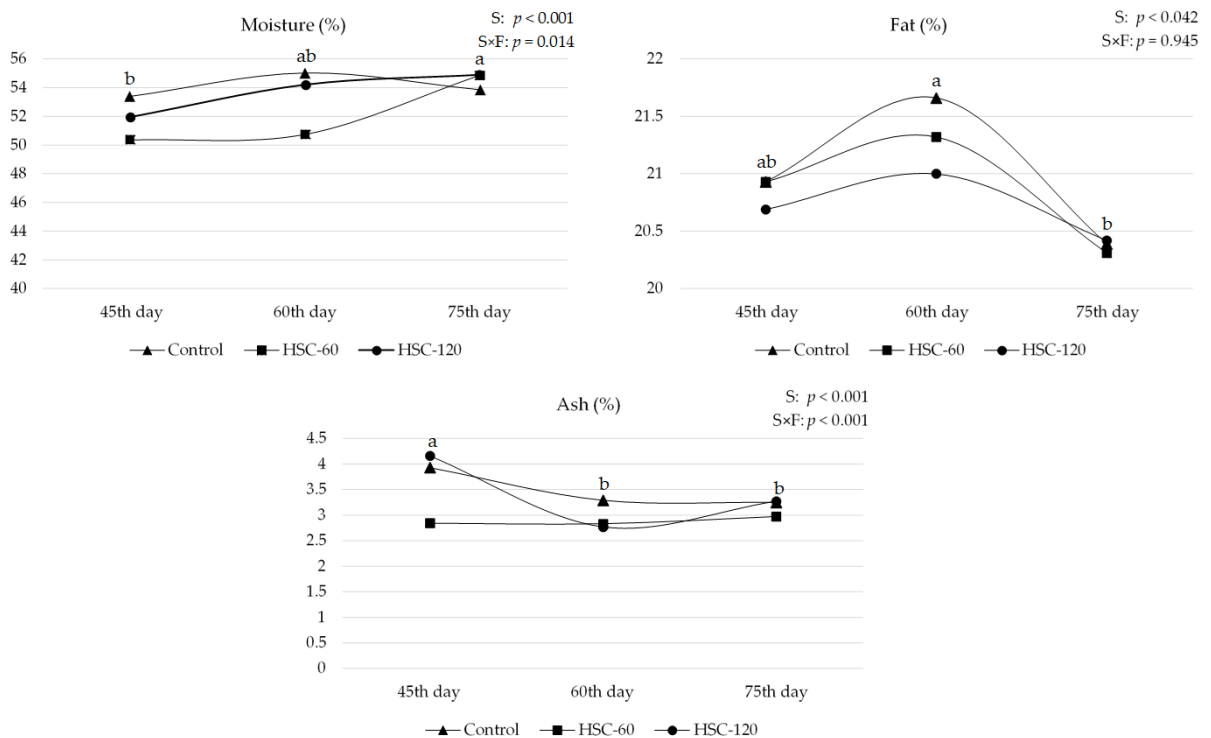 Moisture (%)
S: p < 0.001
S×F: p = 0.014
56
54
52
50
48
46
44
42
40
b
ab
a
45th day
60th day
75th day
Control
HSC-60
HSC-120
Fat (%)
S: p < 0.042
S×F: p = 0.945
22
21.5
21
20.5
20
ab
a
b
45th day
60th day
75th day
Control
HSC-60
HSC-120
Ash (%)
S: p < 0.001
S×F: p < 0.001
4.5
4
3.5
3
2.5
2
1.5
1
0.5
0
a
b
b
45th day
60th day
75th day
Control
HSC-60
HSC-120